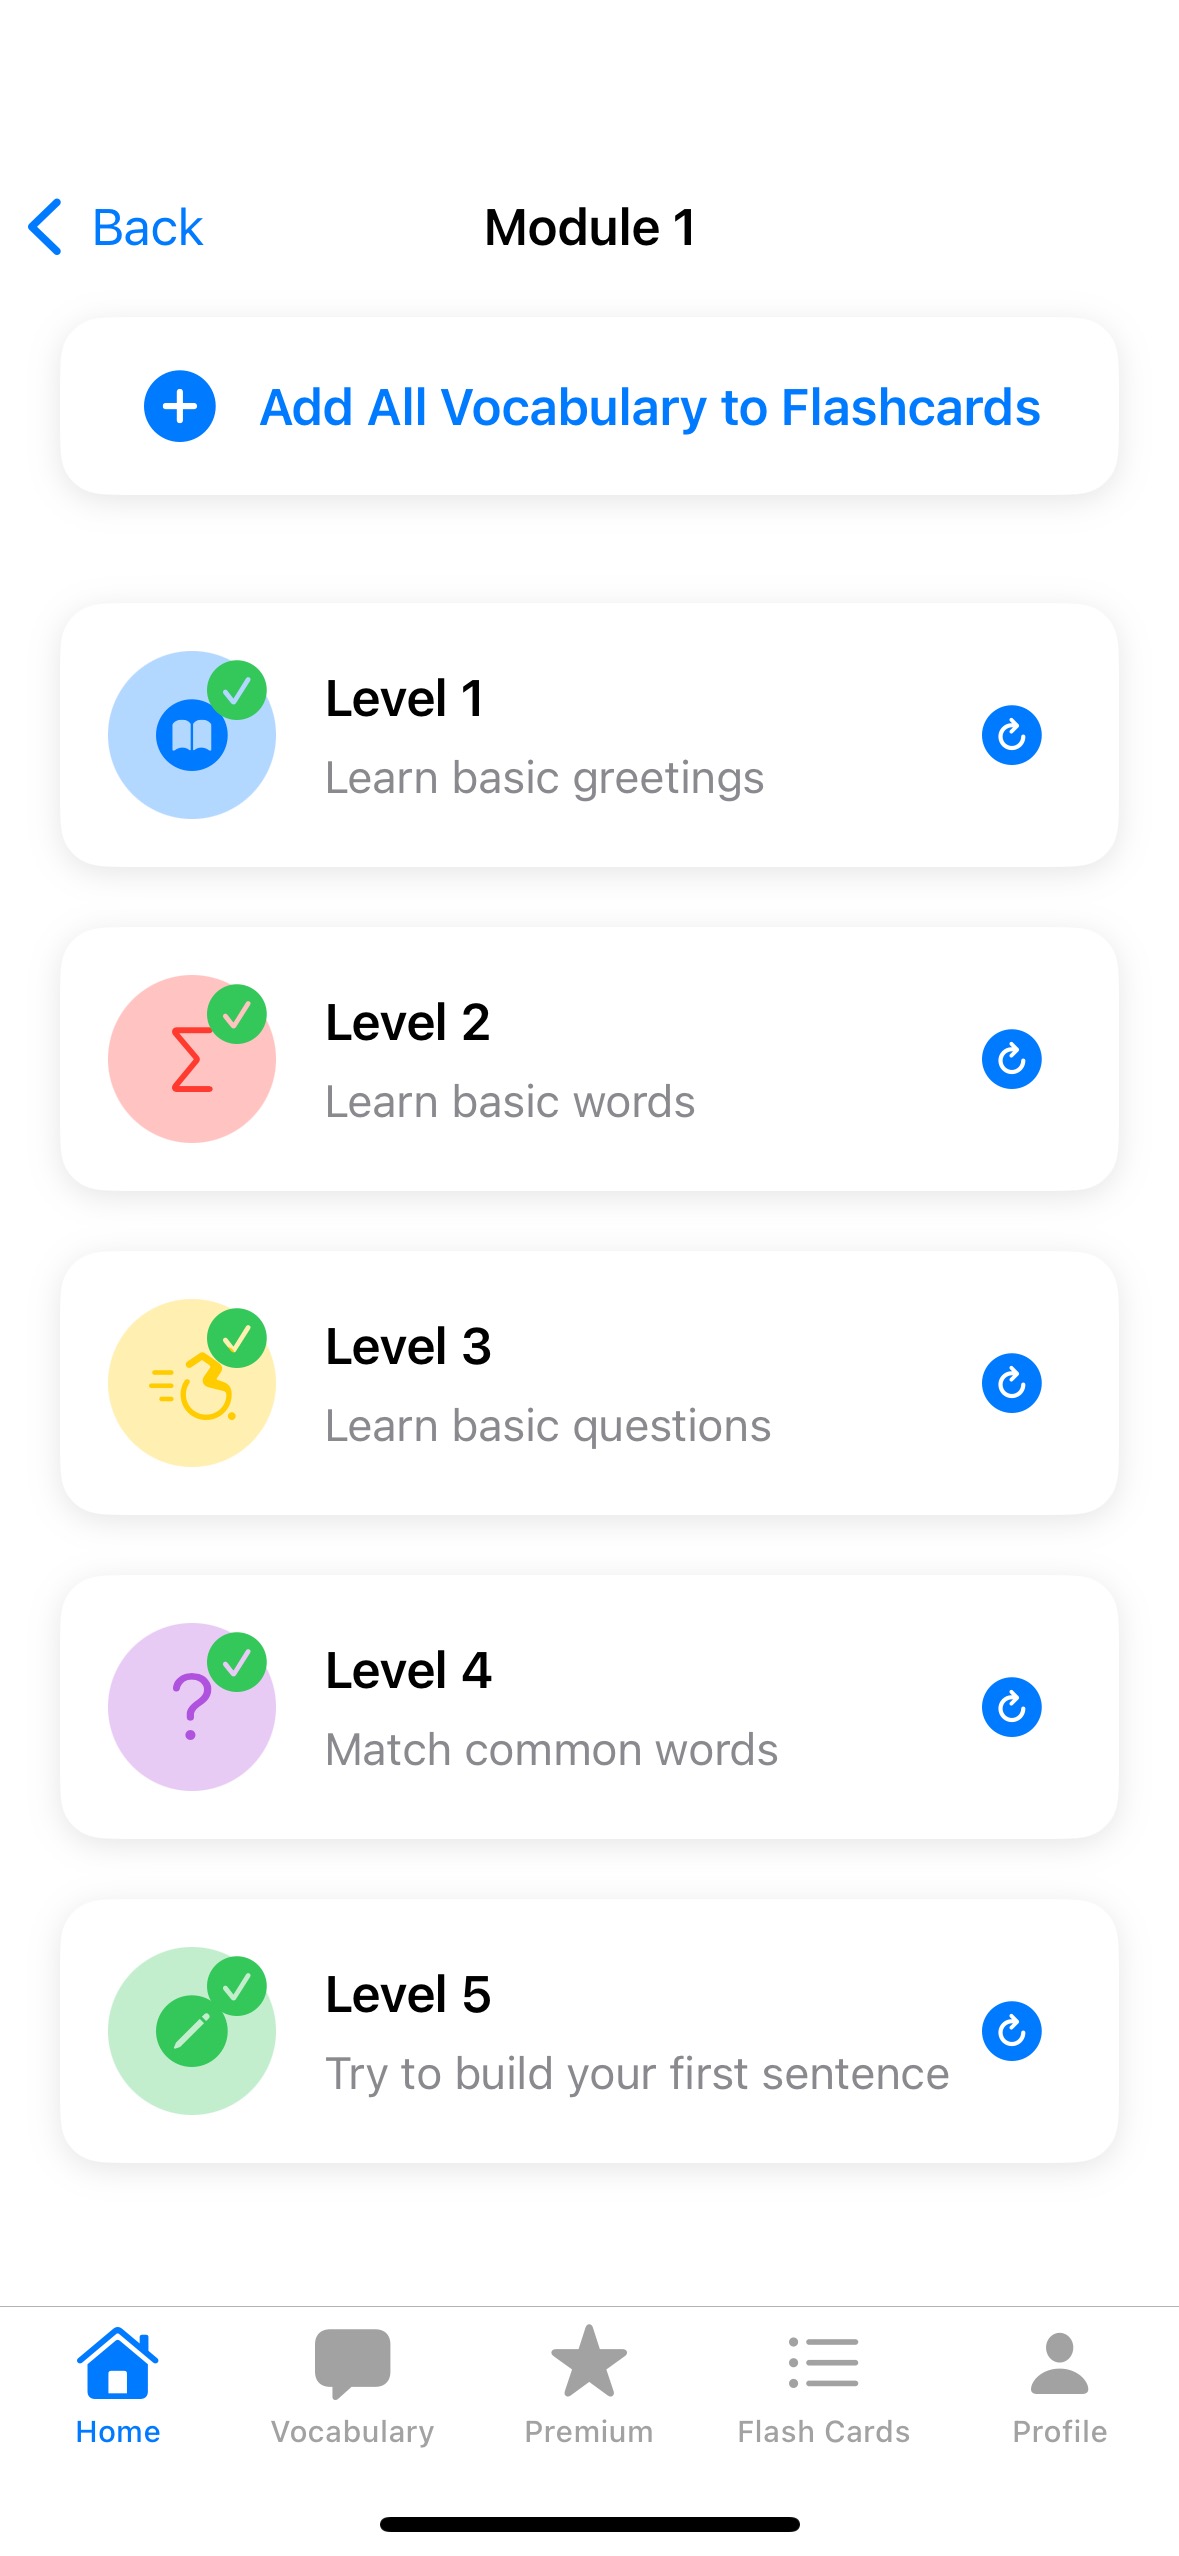 Back
Module 1
Add All Vocabulary to Flashcards
Level 1
Learn basic greetings
Level 2
Learn basic words
Level 3
Learn basic questions
Level 4
Match common words
Level 5
Try to build your first sentence
Home
Vocabulary
Premium
Flash Cards
Profile